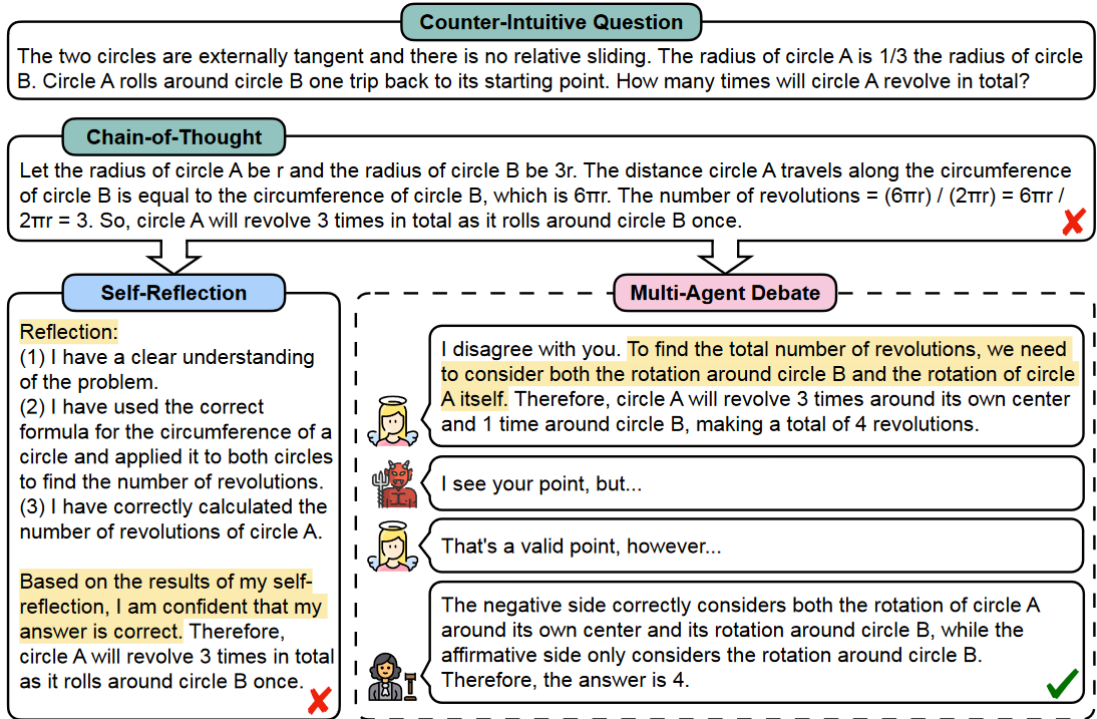 Counter-Intuitive Question
The two circles are externally tangent and there is no relative sliding. The radius of circle A is 1/3 the radius of circle
B. Circle A rolls around circle B one trip back to its starting point. How many times will circle A revolve in total?
Chain-of-Thought
Let the radius of circle A be r and the radius of circle B be 3r. The distance circle A travels along the circumference
of circle B is equal to the circumference of circle B, which is 6πr. The number of revolutions = (6πr) / (2πr) = 6πr /
2πr = 3. So, circle A will revolve 3 times in total as it rolls around circle B once.
Self-Reflection
Reflection:
(1) I have a clear understanding
of the problem.
(2) I have used the correct
formula for the circumference of a
circle and applied it to both circles
to find the number of revolutions.
(3) I have correctly calculated the
number of revolutions of circle A.
Based on the results of my self-
reflection, I am confident that my
answer is correct. Therefore,
circle A will revolve 3 times in total
as it rolls around circle B once.
Multi-Agent Debate
I disagree with you. To find the total number of revolutions, we need
to consider both the rotation around circle B and the rotation of circle
A itself. Therefore, circle A will revolve 3 times around its own center
and 1 time around circle B, making a total of 4 revolutions.
I see your point, but...
That's a valid point, however...
The negative side correctly considers both the rotation of circle A
around its own center and its rotation around circle B, while the
affirmative side only considers the rotation around circle B.
Therefore, the answer is 4.